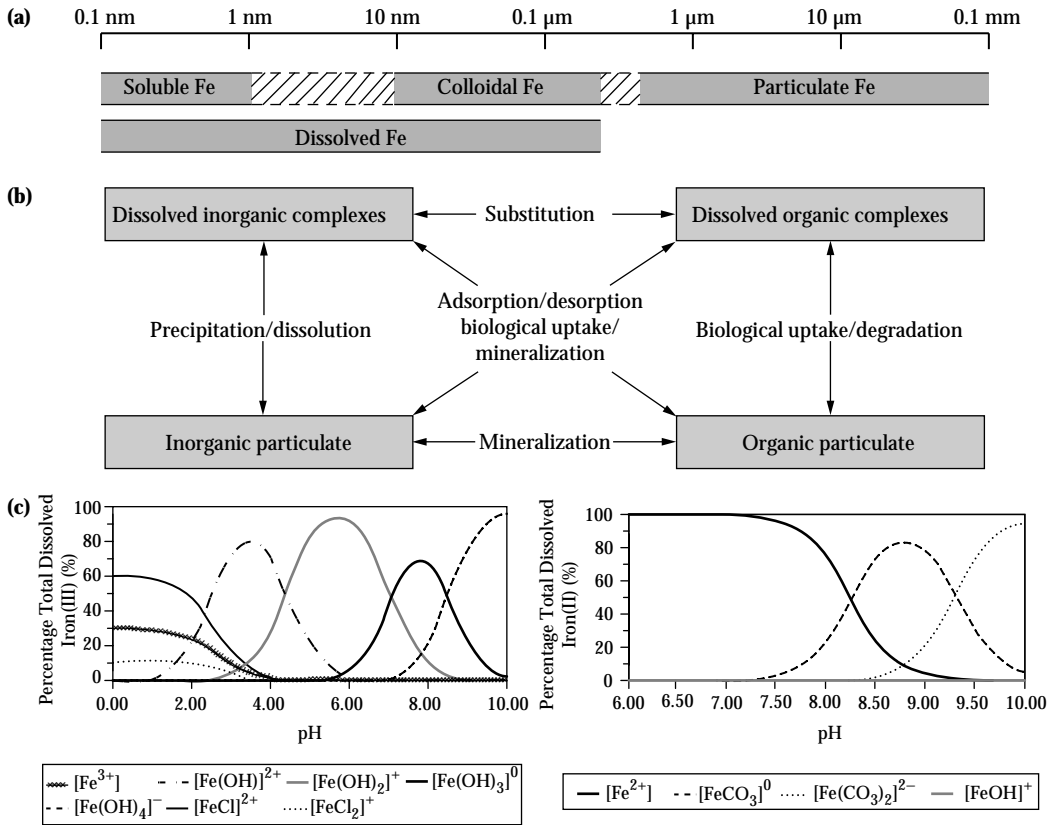 (a)
0.1 nm 1 nm 10 nm 0.1 µm 1 µm 10 µm 0.1 mm
Soluble Fe Colloidal Fe Particulate Fe
Dissolved Fe
(b)
Dissolved inorganic complexes Substitution Dissolved organic complexes
Precipitation/dissolution
Adsorption/desorption
biological uptake/
mineralization
Biological uptake/degradation
Inorganic particulate Mineralization Organic particulate
(c)
Percentage Total Dissolved
Iron(III) (%)
100
80
60
40
20
0
0.00 2.00 4.00 6.00 8.00 10.00
pH
[Fe³⁺] [Fe(OH)]²⁺ [Fe(OH)₂]⁺ [Fe(OH)₃]⁰
[Fe(OH)₄]⁻ [FeCl]²⁺ [FeCl₂]⁺
Percentage Total Dissolved
Iron(II) (%)
100
80
60
40
20
0
6.00 6.50 7.00 7.50 8.00 8.50 9.00 9.50 10.00
pH
[Fe²⁺] [FeCO₃]⁰ [Fe(CO₃)₂]²⁻ [FeOH]⁺